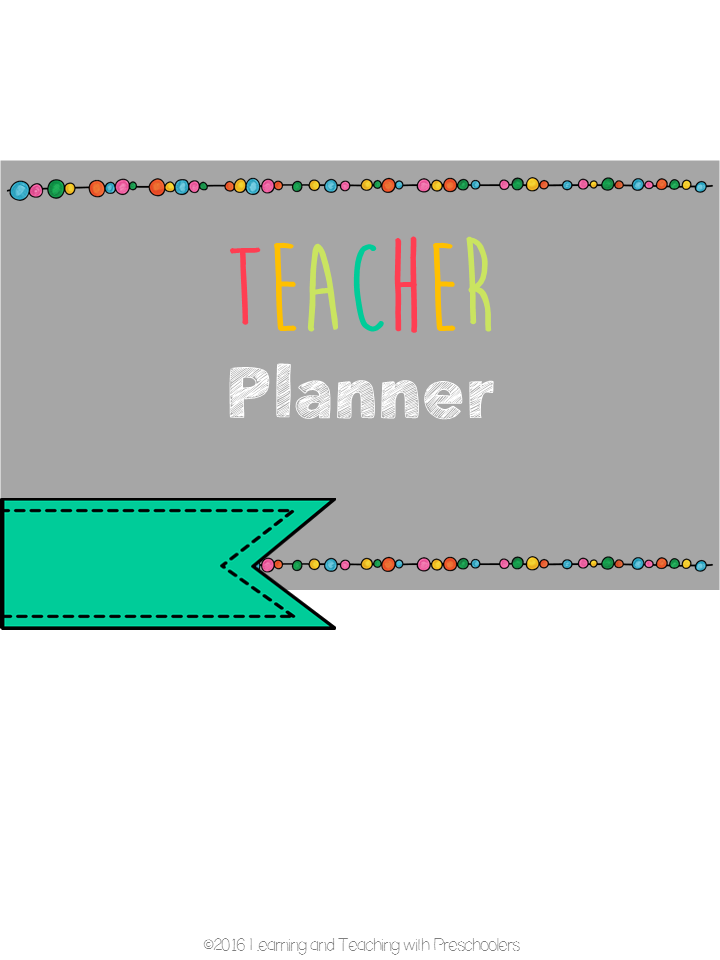 TEACHER
Planner
©2016 Learning and Teaching with Preschoolers